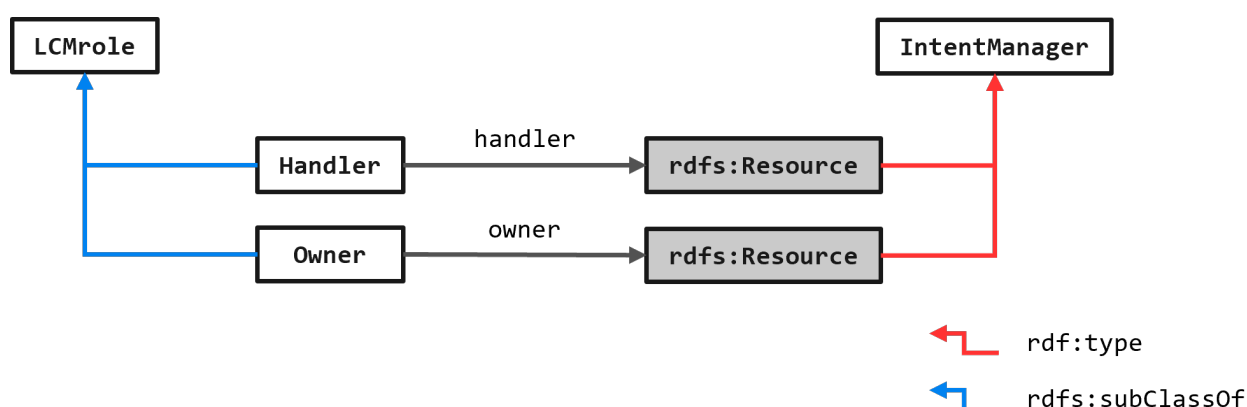 LCMrole
IntentManager
handler
Handler
rdfs:Resource
owner
Owner
rdfs:Resource
rdf:type
rdfs:subClassOf